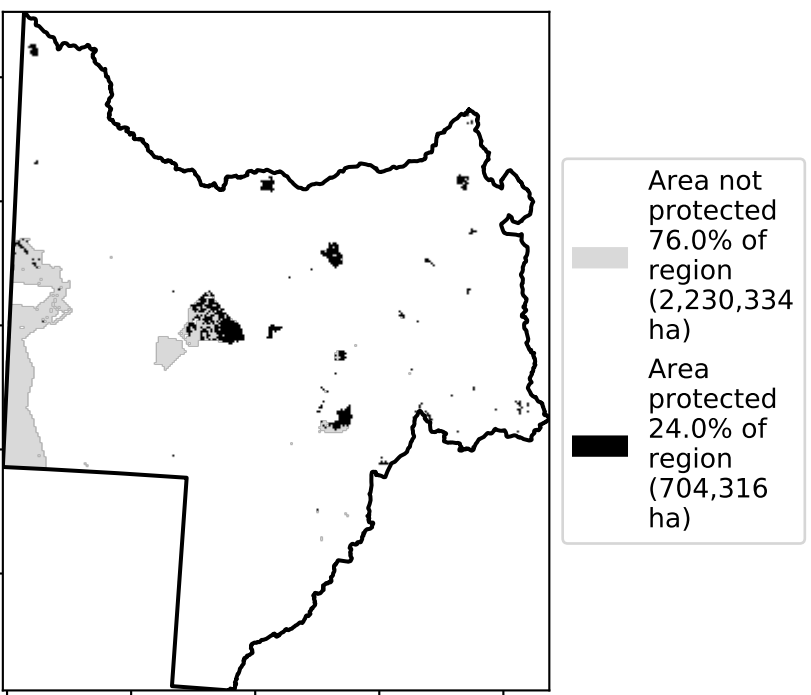 Area not
protected
76.0% of
region
(2,230,334
ha)
Area
protected
24.0% of
region
(704,316
ha)